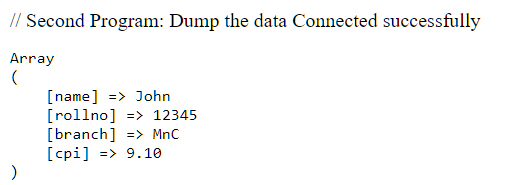 // Second Program: Dump the data Connected successfully
Array
(
[name] => John
[rollno] => 12345
[branch] => MnC
[cpi] => 9.10
)